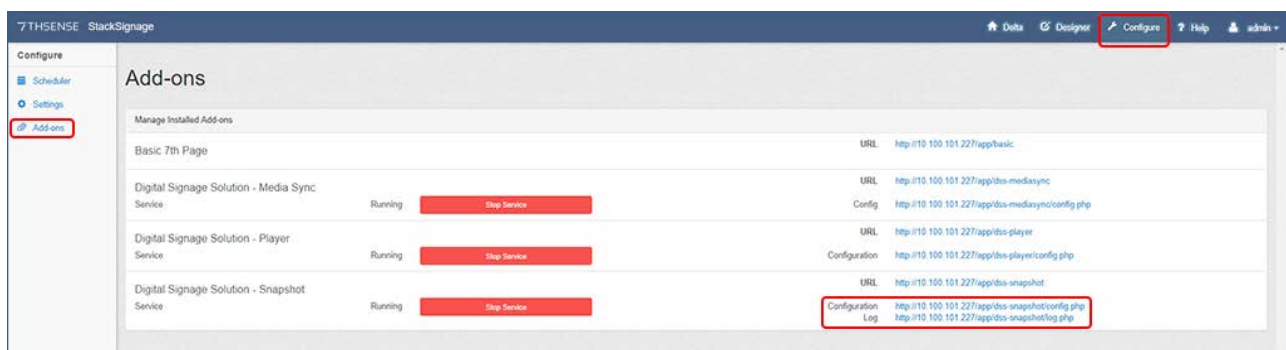 7THSENSE StackSignage Delta Designer Configure Help admin
Configure
Scheduler
Settings
Add-ons
Add-ons
Manage Installed Add-ons
Basic 7th Page URL http://10.100.101.227/app/basic
Digital Signage Solution - Media Sync URL http://10.100.101.227/app/dss-mediasync
Service Running Stop Service Config http://10.100.101.227/app/dss-mediasync/config.php
Digital Signage Solution - Player URL http://10.100.101.227/app/dss-player
Service Running Stop Service Configuration http://10.100.101.227/app/dss-player/config.php
Digital Signage Solution - Snapshot URL http://10.100.101.227/app/dss-snapshot
Service Running Stop Service Configuration http://10.100.101.227/app/dss-snapshot/config.php
Log http://10.100.101.227/app/dss-snapshot/log.php